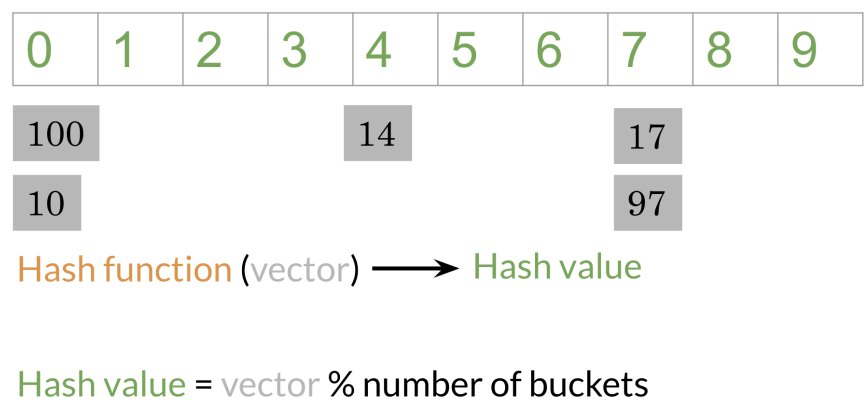 0 1 2 3 4 5 6 7 8 9
100 14 17
10 97
Hash function (vector) Hash value
Hash value = vector % number of buckets